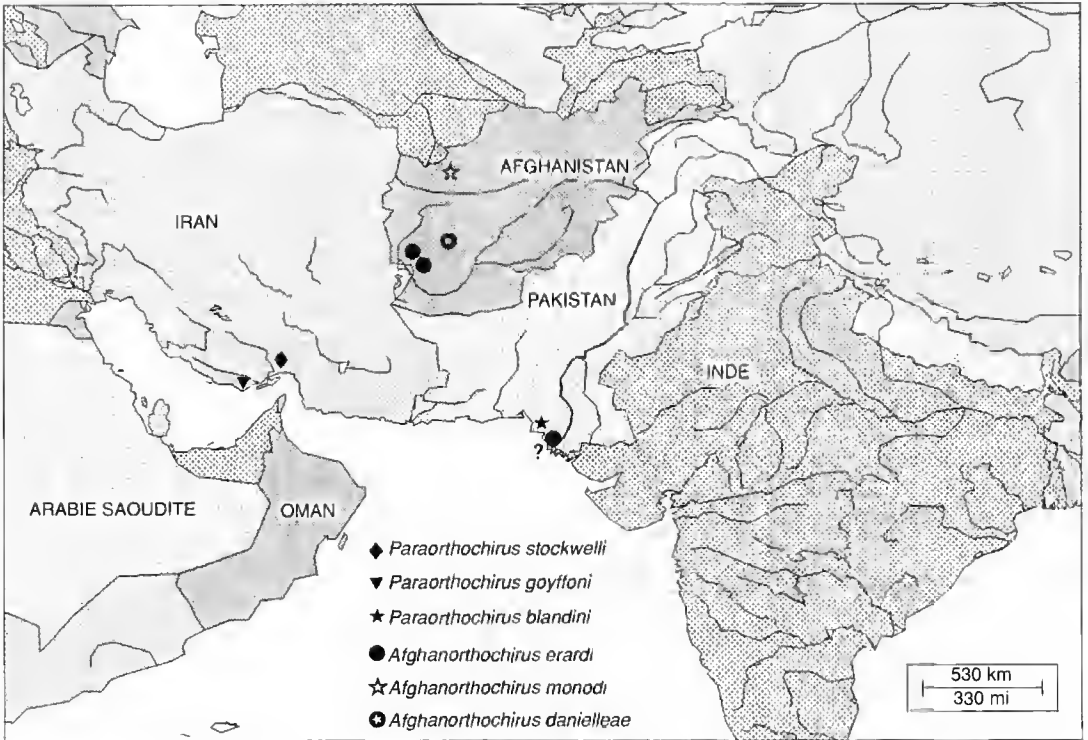 AFGHANISTAN
IRAN
PAKISTAN
INDE
?
ARABIE SAOUDITE
OMAN
Paraorthochirus stockwelli
Paraorthochirus goyffoni
Paraorthochirus blandini
Afghanorthochirus erardi
Afghanorthochirus monodi
Afghanorthochirus danielleae
530 km
330 mi